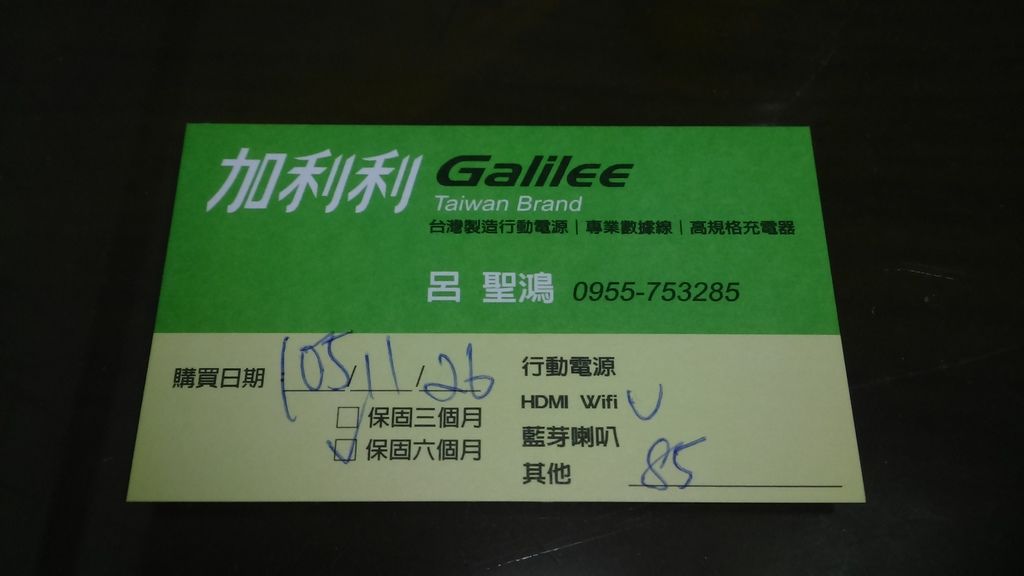 加利利 Galilee
Taiwan Brand
台灣製造行動電源｜專業數據線｜高規格充電器
呂 聖鴻 0955-753285
購買日期 105/11/26
□保固三個月
☑保固六個月
行動電源
HDMI Wifi ∨
藍芽喇叭
其他 85